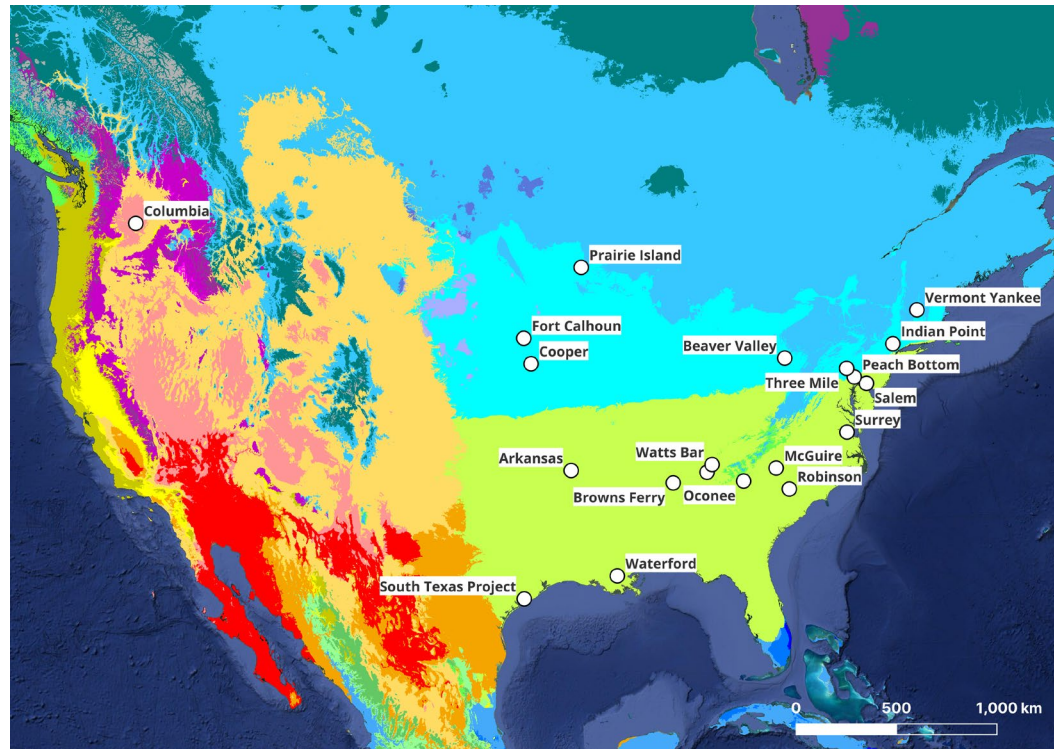 Columbia
Prairie Island
Vermont Yankee
Fort Calhoun
Indian Point
Cooper
Beaver Valley
Peach Bottom
Three Mile
Salem
Surrey
Watts Bar
Arkansas
McGuire
Robinson
Browns Ferry
Oconee
Waterford
South Texas Project
0 500 1,000 km